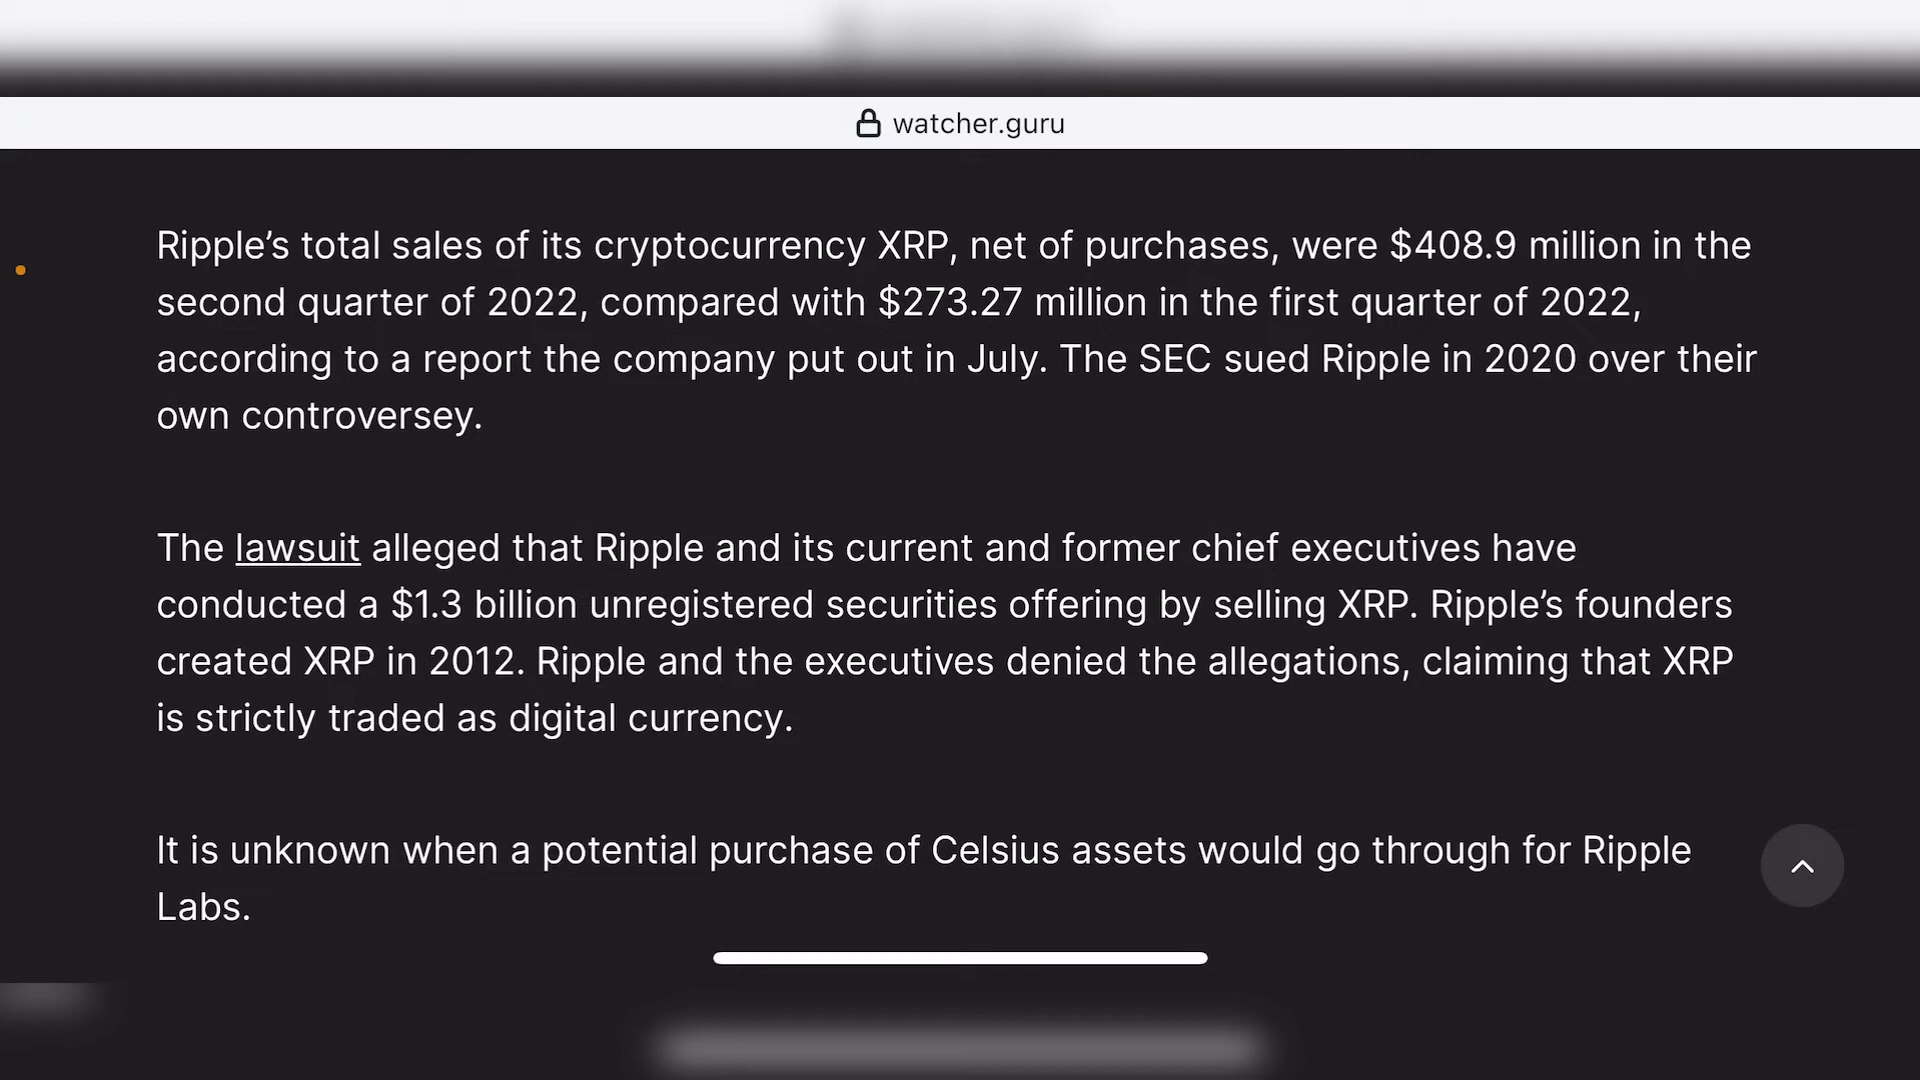 watcher.guru
Ripple’s total sales of its cryptocurrency XRP, net of purchases, were $408.9 million in the
second quarter of 2022, compared with $273.27 million in the first quarter of 2022,
according to a report the company put out in July. The SEC sued Ripple in 2020 over their
own controversey.
The lawsuit alleged that Ripple and its current and former chief executives have
conducted a $1.3 billion unregistered securities offering by selling XRP. Ripple’s founders
created XRP in 2012. Ripple and the executives denied the allegations, claiming that XRP
is strictly traded as digital currency.
It is unknown when a potential purchase of Celsius assets would go through for Ripple
Labs.